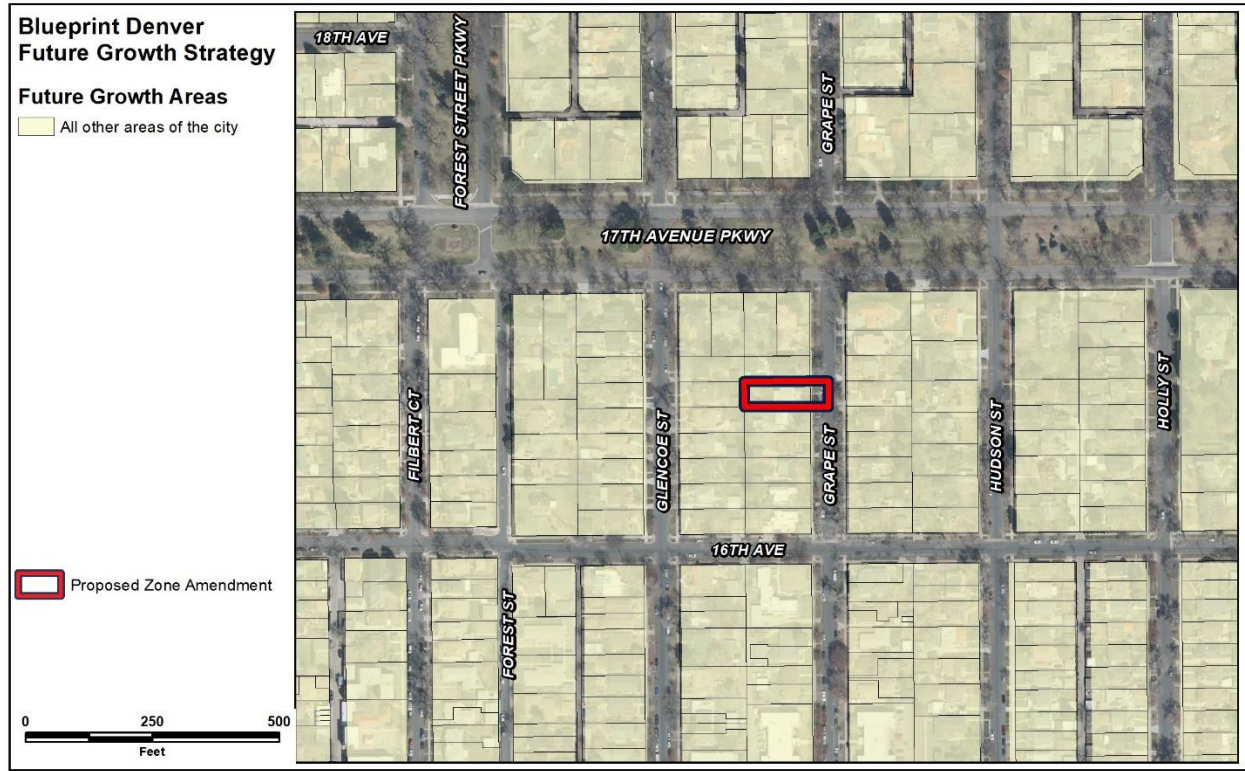 Blueprint Denver
Future Growth Strategy
Future Growth Areas
All other areas of the city
Proposed Zone Amendment
0 250 500
Feet
18TH AVE
FOREST STREET PKWY
GRAPE ST
17TH AVENUE PKWY
FILBERT CT
GLENCOE ST
GRAPE ST
HUDSON ST
HOLLY ST
16TH AVE
FOREST ST